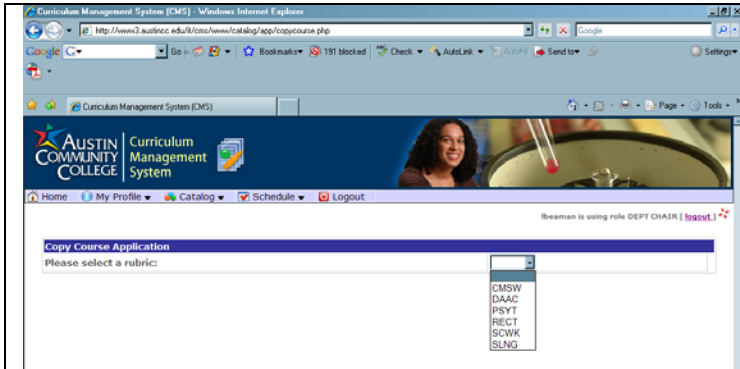 Curriculum Management System (CMS) - Windows Internet Explorer
http://www3.austincc.edu/it/cms/www/catalog/app/copycourse.php
Google
Google G
Go
Bookmarks
191 blocked
Check
AutoLink
AutoFill
Send to
Settings
Curriculum Management System (CMS)
Page
Tools
AUSTIN COMMUNITY COLLEGE
Curriculum Management System
Home My Profile Catalog Schedule Logout
lbeaman is using role DEPT CHAIR [ logout ]
Copy Course Application
Please select a rubric:
CMSW
DAAC
PSYT
RECT
SCWK
SLNG